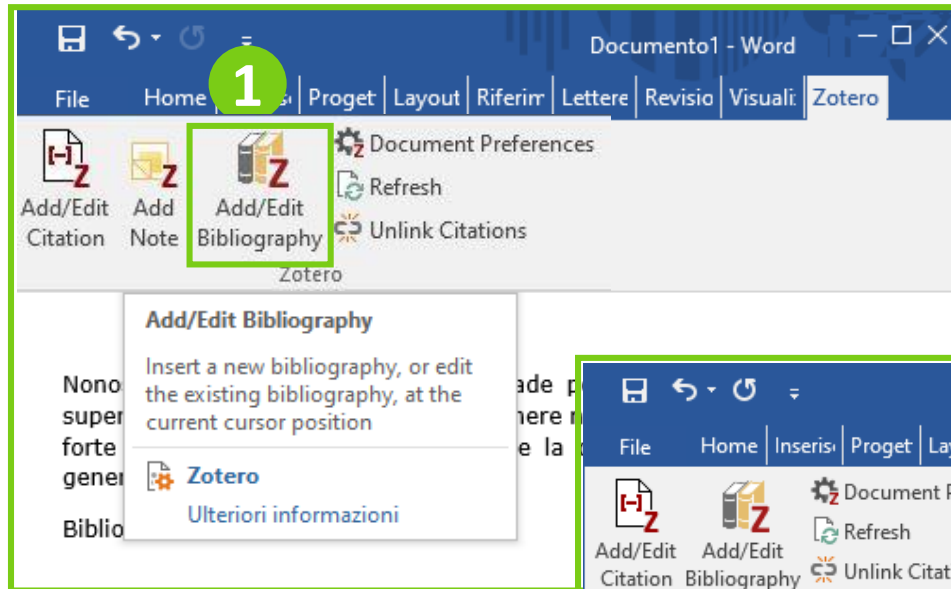 Documento1 - Word
1
File Home Proget Layout Riferim Lettere Revisio Visuali: Zotero
Document Preferences
Refresh
Unlink Citations
Add/Edit Citation
Add Note
Add/Edit Bibliography
Zotero
Add/Edit Bibliography
Insert a new bibliography, or edit
the existing bibliography, at the
current cursor position
Zotero
Ulteriori informazioni
Nono ade p
super ere
forte e la
gener
Biblio
File Home Inseris Proget Lay
Document P
Refresh
Unlink Citat
Add/Edit Citation
Add/Edit Bibliography